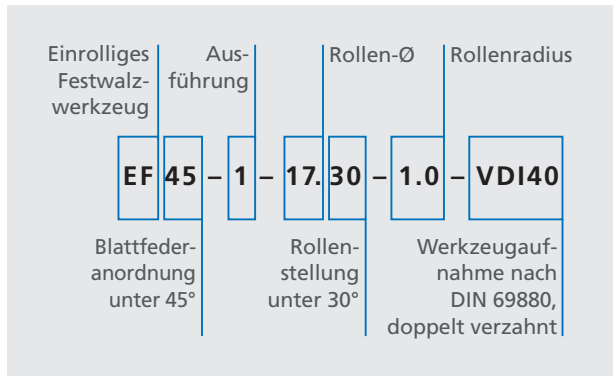 Einrolliges
Festwalz-
werkzeug
Aus-
führung
Rollen-Ø
Rollenradius
EF 45 – 1 – 17. 30 – 1.0 – VDI40
Blattfeder-
anordnung
unter 45°
Rollen-
stellung
unter 30°
Werkzeugauf-
nahme nach
DIN 69880,
doppelt verzahnt